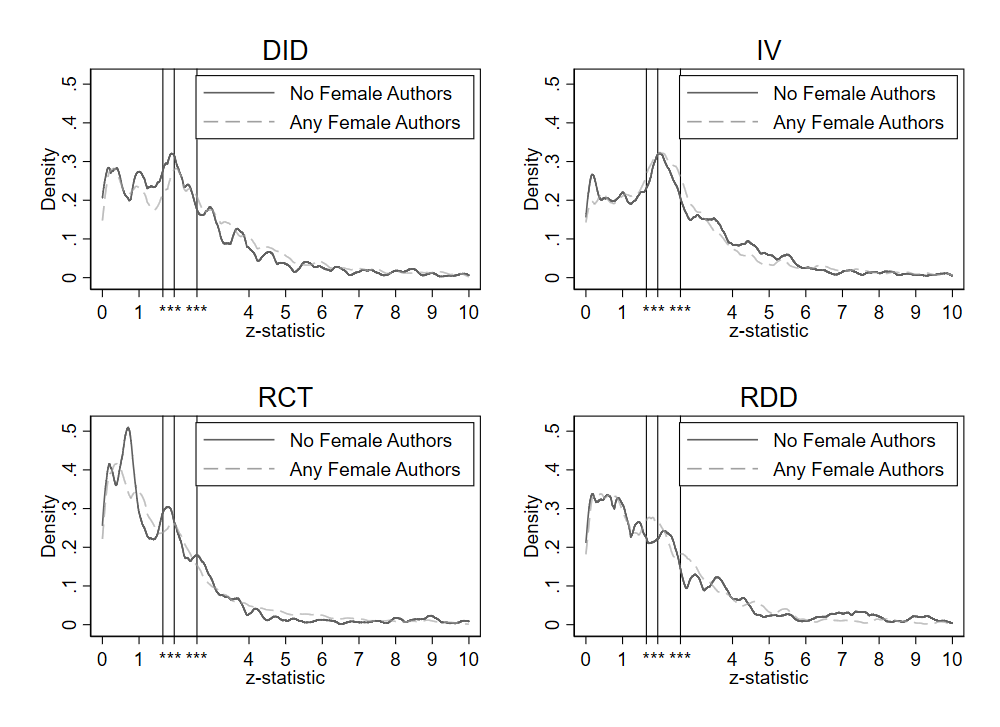 DID
No Female Authors
Any Female Authors
Density
0 .1 .2 .3 .4 .5
0 1 *** *** 4 5 6 7 8 9 10
z-statistic
IV
No Female Authors
Any Female Authors
Density
0 .1 .2 .3 .4 .5
0 1 *** *** 4 5 6 7 8 9 10
z-statistic
RCT
No Female Authors
Any Female Authors
Density
0 .1 .2 .3 .4 .5
0 1 *** *** 4 5 6 7 8 9 10
z-statistic
RDD
No Female Authors
Any Female Authors
Density
0 .1 .2 .3 .4 .5
0 1 *** *** 4 5 6 7 8 9 10
z-statistic